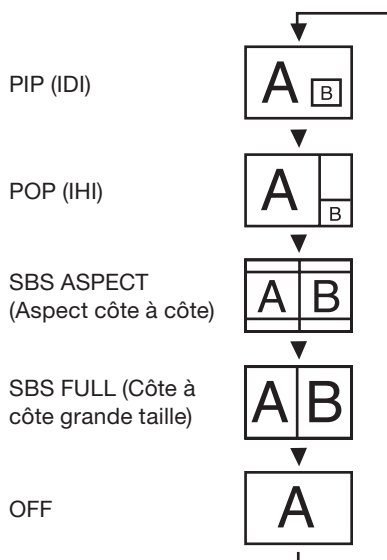 PIP (IDI)
A B
POP (IHI)
A B
SBS ASPECT
(Aspect côte à côte)
A B
SBS FULL (Côte à
côte grande taille)
A B
OFF
A